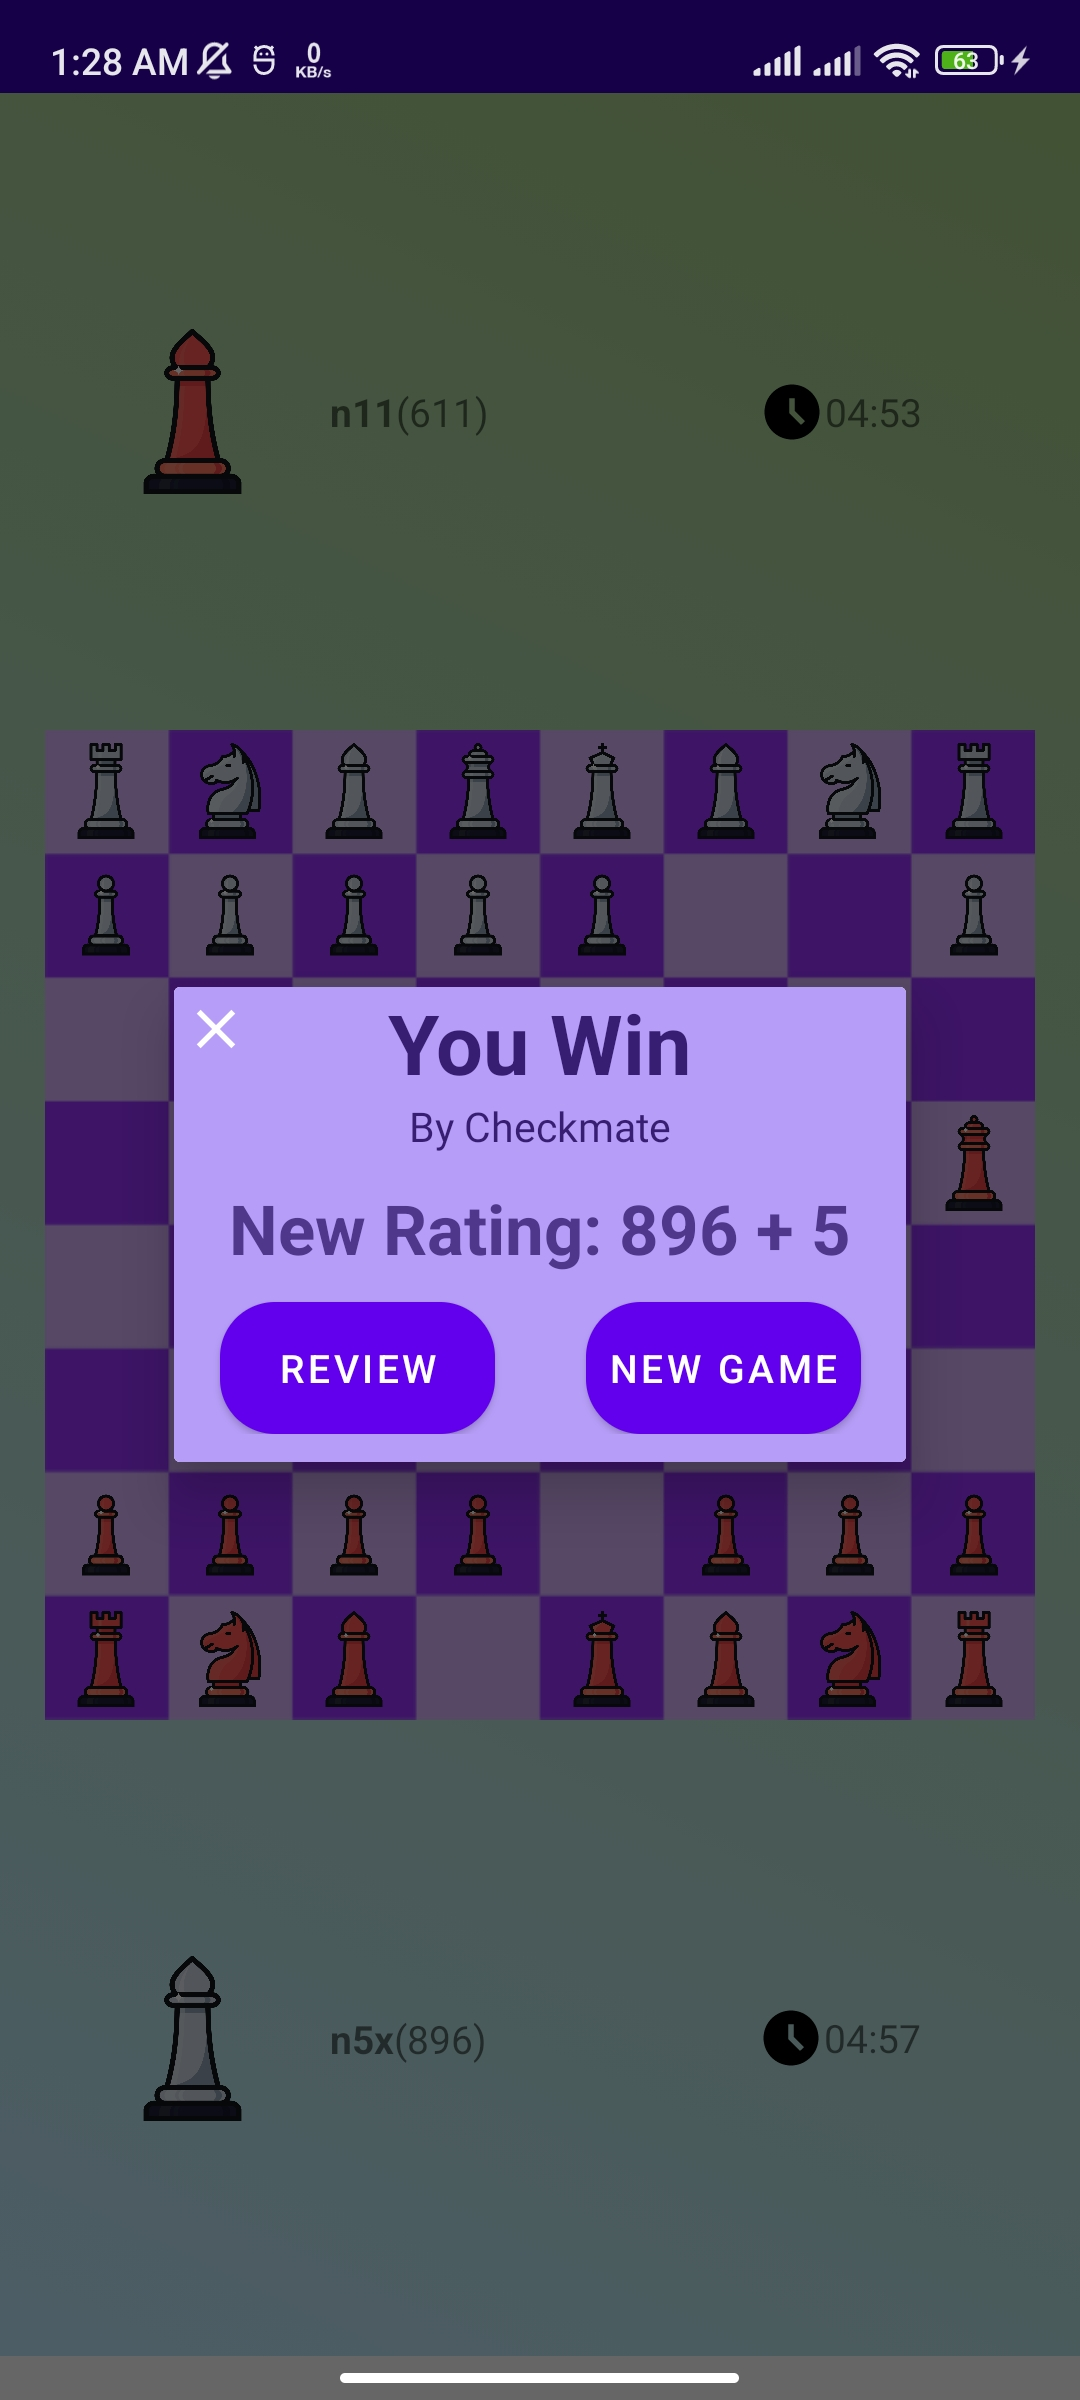 1:28 AM 0 KB/s 63
n11(611) 04:53
You Win
By Checkmate
New Rating: 896 + 5
REVIEW NEW GAME
n5x(896) 04:57